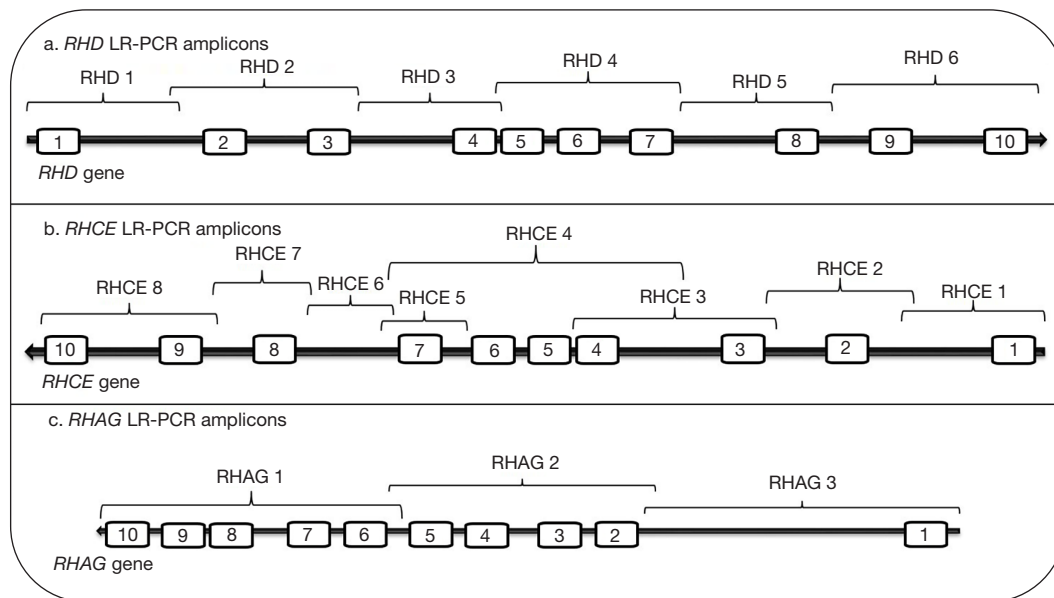 a. RHD LR-PCR amplicons
RHD 1
RHD 2
RHD 3
RHD 4
RHD 5
RHD 6
1
2
3
4
5
6
7
8
9
10
RHD gene
b. RHCE LR-PCR amplicons
RHCE 8
RHCE 7
RHCE 6
RHCE 5
RHCE 4
RHCE 3
RHCE 2
RHCE 1
10
9
8
7
6
5
4
3
2
1
RHCE gene
c. RHAG LR-PCR amplicons
RHAG 1
RHAG 2
RHAG 3
10
9
8
7
6
5
4
3
2
1
RHAG gene